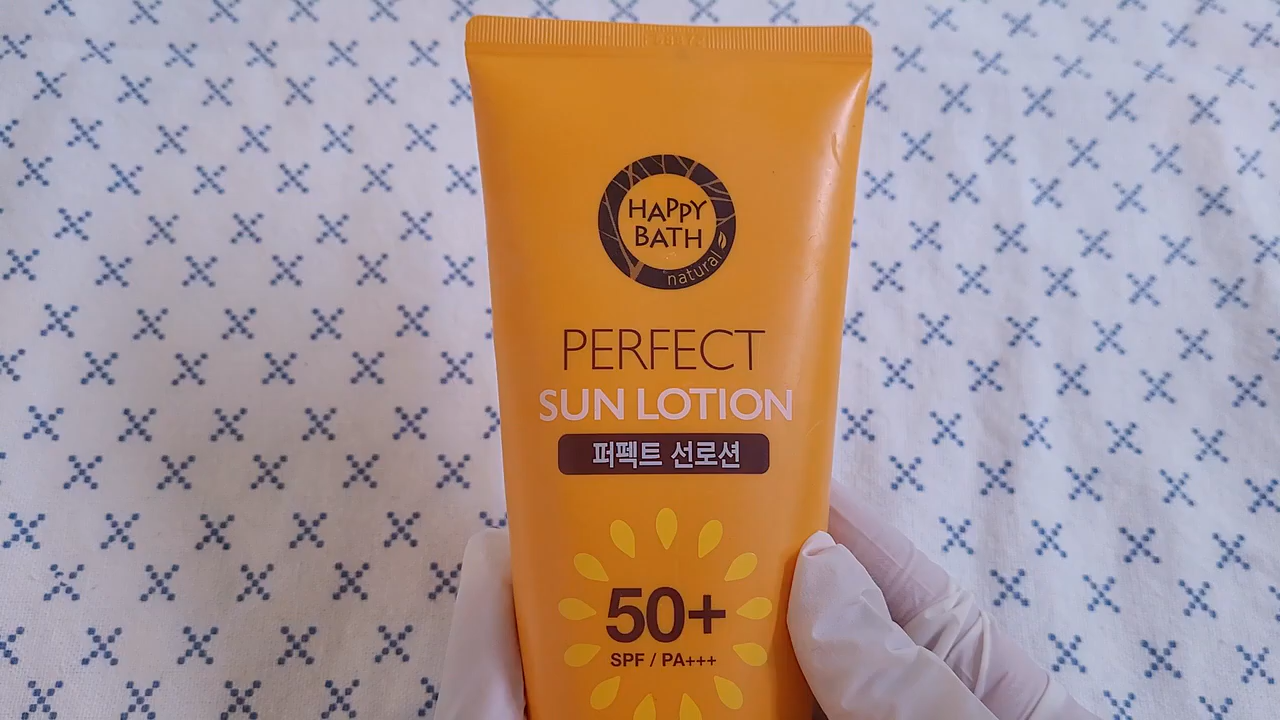 HAPPY
BATH
natural
PERFECT
SUN LOTION
퍼펙트 선로션
50+
SPF / PA+++